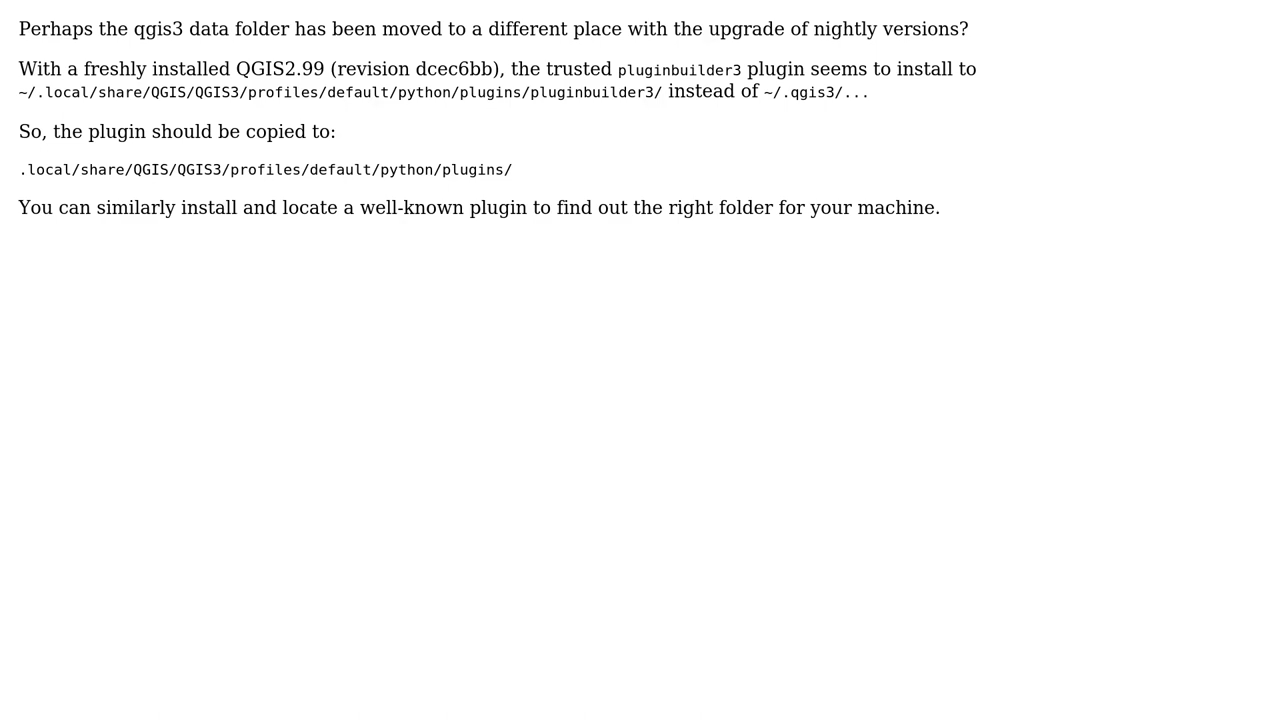 Perhaps the qgis3 data folder has been moved to a different place with the upgrade of nightly versions?
With a freshly installed QGIS2.99 (revision dcec6bb), the trusted pluginbuilder3 plugin seems to install to
~/.local/share/QGIS/QGIS3/profiles/default/python/plugins/pluginbuilder3/ instead of ~/.qgis3/...
So, the plugin should be copied to:
.local/share/QGIS/QGIS3/profiles/default/python/plugins/
You can similarly install and locate a well-known plugin to find out the right folder for your machine.